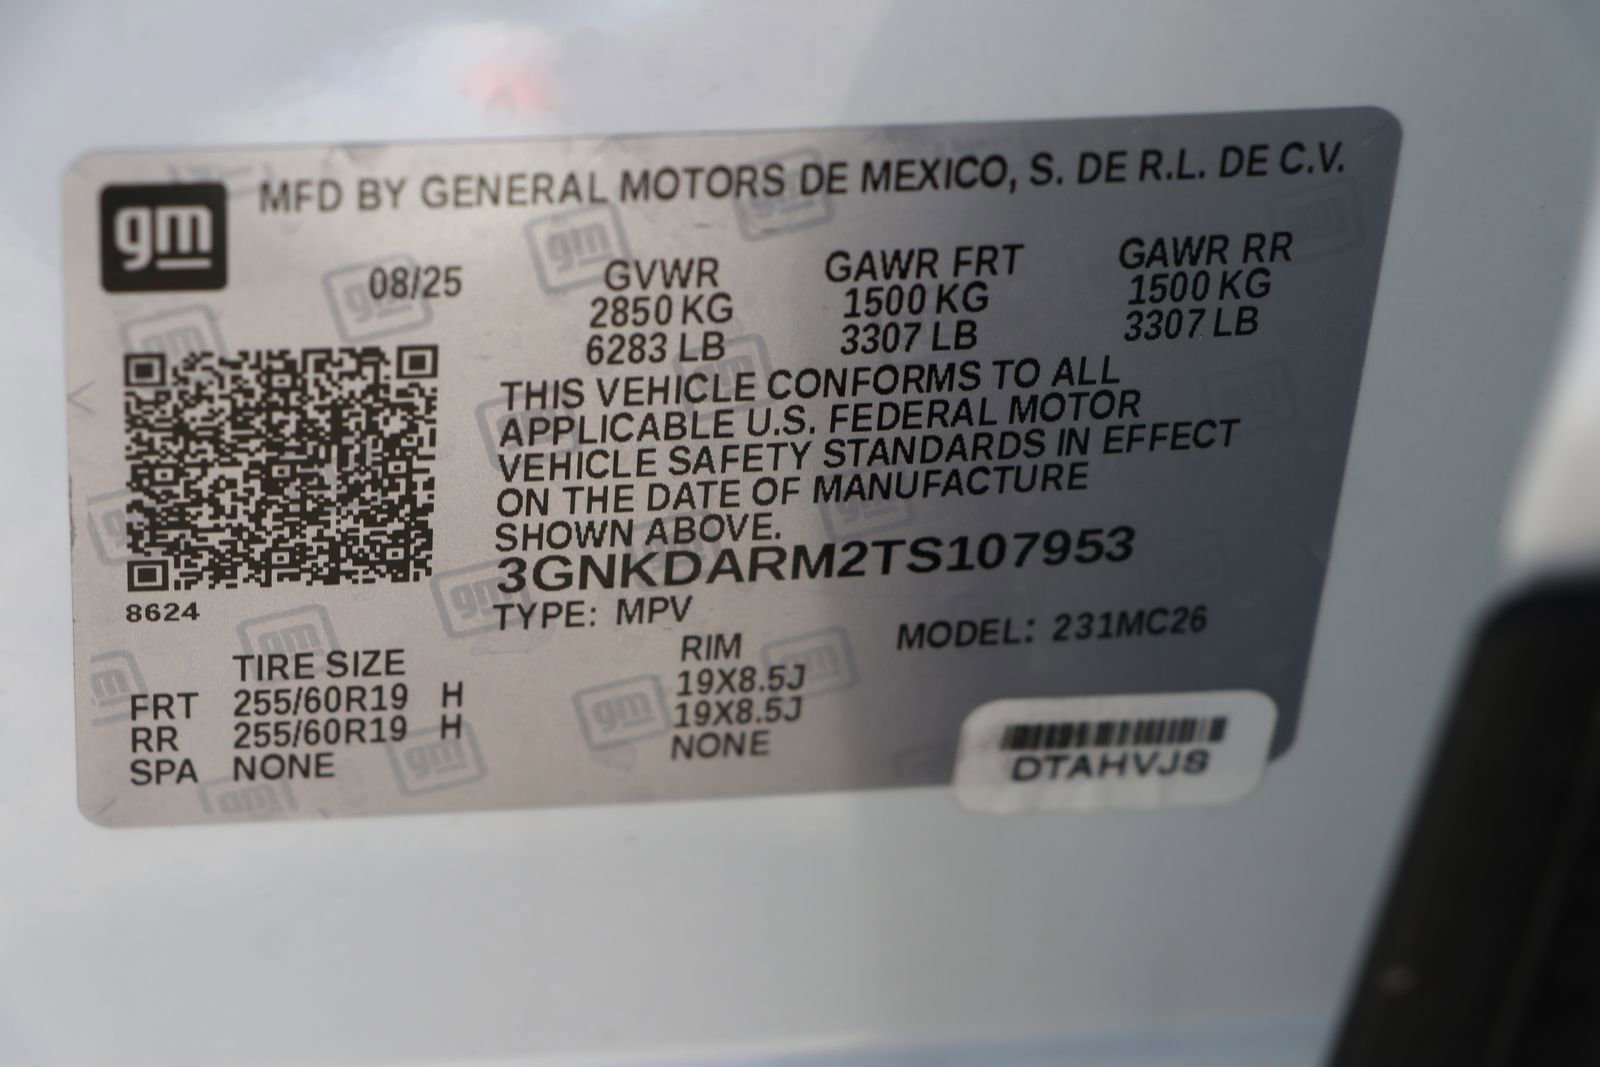 gm MFD BY GENERAL MOTORS DE MEXICO, S. DE R.L. DE C.V.
08/25 GVWR GAWR FRT GAWR RR
2850 KG 1500 KG 1500 KG
6283 LB 3307 LB 3307 LB
THIS VEHICLE CONFORMS TO ALL
APPLICABLE U.S. FEDERAL MOTOR
VEHICLE SAFETY STANDARDS IN EFFECT
ON THE DATE OF MANUFACTURE
SHOWN ABOVE.
3GNKDARM2TS107953
8624
TYPE: MPV MODEL: 231MC26
TIRE SIZE RIM
FRT 255/60R19 H 19X8.5J
RR 255/60R19 H 19X8.5J
SPA NONE NONE
DTAHVJS